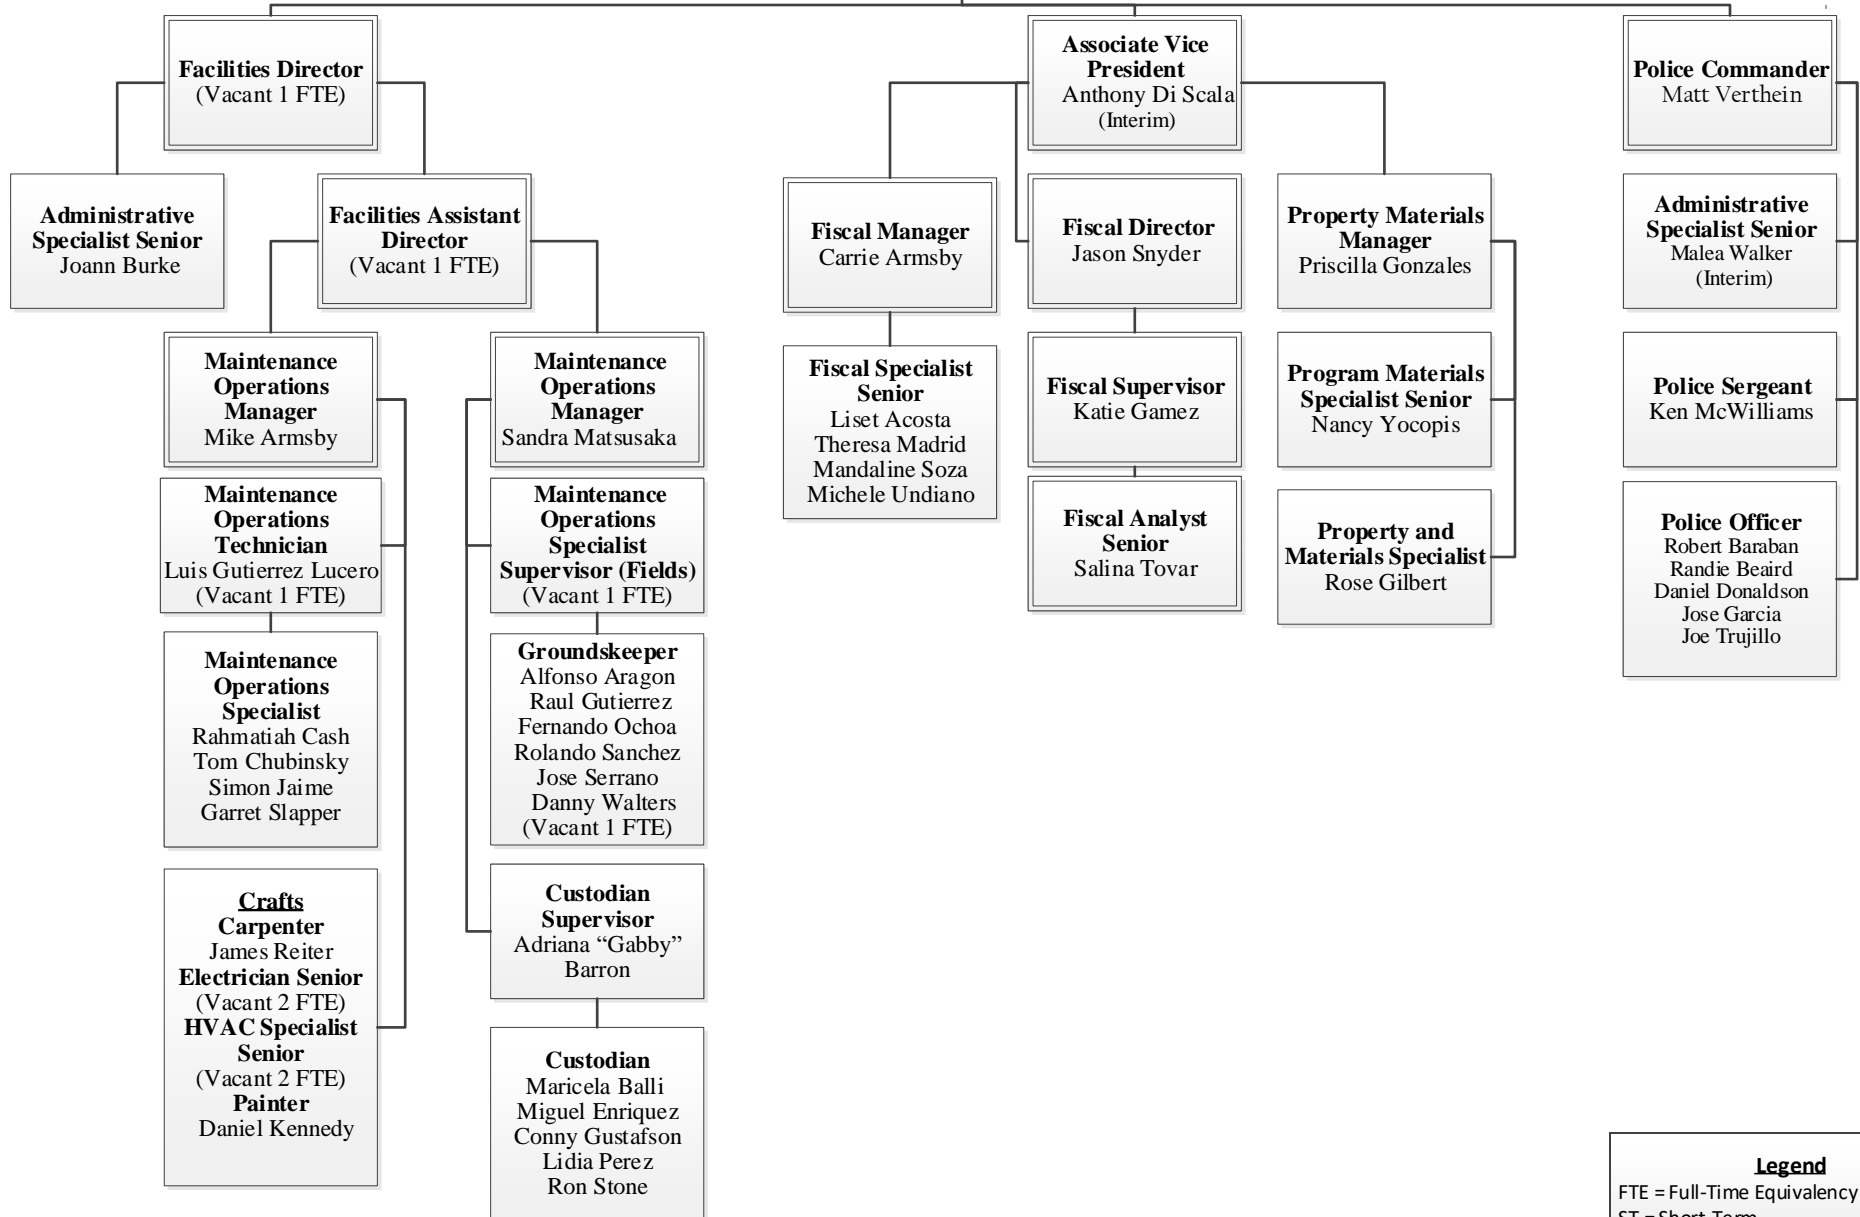 Facilities Director
(Vacant 1 FTE)
Associate Vice
President
Anthony Di Scala
(Interim)
Police Commander
Matt Verthein
Administrative
Specialist Senior
Joann Burke
Facilities Assistant
Director
(Vacant 1 FTE)
Fiscal Manager
Carrie Armsby
Fiscal Director
Jason Snyder
Property Materials
Manager
Priscilla Gonzales
Administrative
Specialist Senior
Malea Walker
(Interim)
Maintenance
Operations
Manager
Mike Armsby
Maintenance
Operations
Manager
Sandra Matsusaka
Fiscal Specialist
Senior
Liset Acosta
Theresa Madrid
Mandaline Soza
Michele Undiano
Fiscal Supervisor
Katie Gamez
Program Materials
Specialist Senior
Nancy Yocopis
Police Sergeant
Ken McWilliams
Maintenance
Operations
Technician
Luis Gutierrez Lucero
(Vacant 1 FTE)
Maintenance
Operations
Specialist
Supervisor (Fields)
(Vacant 1 FTE)
Fiscal Analyst
Senior
Salina Tovar
Property and
Materials Specialist
Rose Gilbert
Police Officer
Robert Baraban
Randie Beaird
Daniel Donaldson
Jose Garcia
Joe Trujillo
Maintenance
Operations
Specialist
Rahmatiah Cash
Tom Chubinsky
Simon Jaime
Garret Slapper
Groundskeeper
Alfonso Aragon
Raul Gutierrez
Fernando Ochoa
Rolando Sanchez
Jose Serrano
Danny Walters
(Vacant 1 FTE)
Crafts
Carpenter
James Reiter
Electrician Senior
(Vacant 2 FTE)
HVAC Specialist
Senior
(Vacant 2 FTE)
Painter
Daniel Kennedy
Custodian
Supervisor
Adriana “Gabby”
Barron
Custodian
Maricela Balli
Miguel Enriquez
Conny Gustafson
Lidia Perez
Ron Stone
Legend
FTE = Full-Time Equivalency
ST = Short-Term